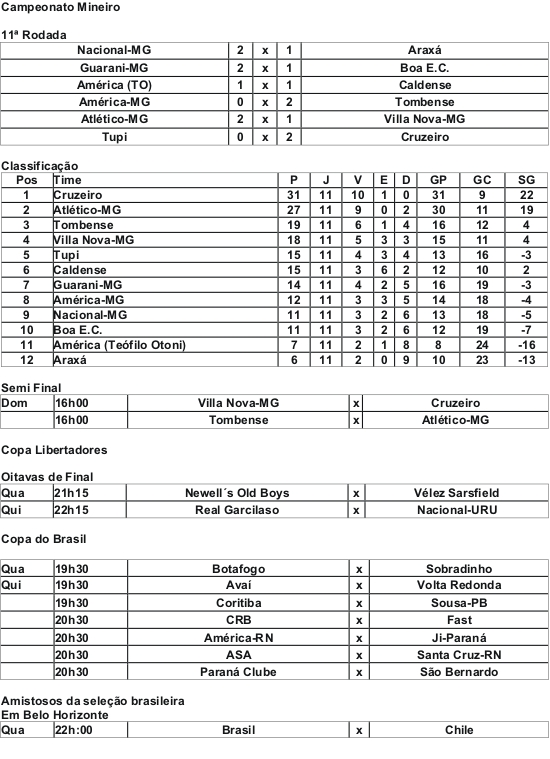 Campeonato Mineiro
11ª Rodada
Nacional-MG 2 x 1 Araxá
Guarani-MG 2 x 1 Boa E.C.
América (TO) 1 x 1 Caldense
América-MG 0 x 2 Tombense
Atlético-MG 2 x 1 Villa Nova-MG
Tupi 0 x 2 Cruzeiro
Classificação
Pos Time P J V E D GP GC SG
1 Cruzeiro 31 11 10 1 0 31 9 22
2 Atlético-MG 27 11 9 0 2 30 11 19
3 Tombense 19 11 6 1 4 16 12 4
4 Villa Nova-MG 18 11 5 3 3 15 11 4
5 Tupi 15 11 4 3 4 13 16 -3
6 Caldense 15 11 3 6 2 12 10 2
7 Guarani-MG 14 11 4 2 5 16 19 -3
8 América-MG 12 11 3 3 5 14 18 -4
9 Nacional-MG 11 11 3 2 6 13 18 -5
10 Boa E.C. 11 11 3 2 6 12 19 -7
11 América (Teófilo Otoni) 7 11 2 1 8 8 24 -16
12 Araxá 6 11 2 0 9 10 23 -13
Semi Final
Dom 16h00 Villa Nova-MG x Cruzeiro
16h00 Tombense x Atlético-MG
Copa Libertadores
Oitavas de Final
Qua 21h15 Newell´s Old Boys x Vélez Sarsfield
Qui 22h15 Real Garcilaso x Nacional-URU
Copa do Brasil
Qua 19h30 Botafogo x Sobradinho
Qui 19h30 Avaí x Volta Redonda
19h30 Coritiba x Sousa-PB
20h30 CRB x Fast
20h30 América-RN x Ji-Paraná
20h30 ASA x Santa Cruz-RN
20h30 Paraná Clube x São Bernardo
Amistosos da seleção brasileira
Em Belo Horizonte
Qua 22h:00 Brasil x Chile